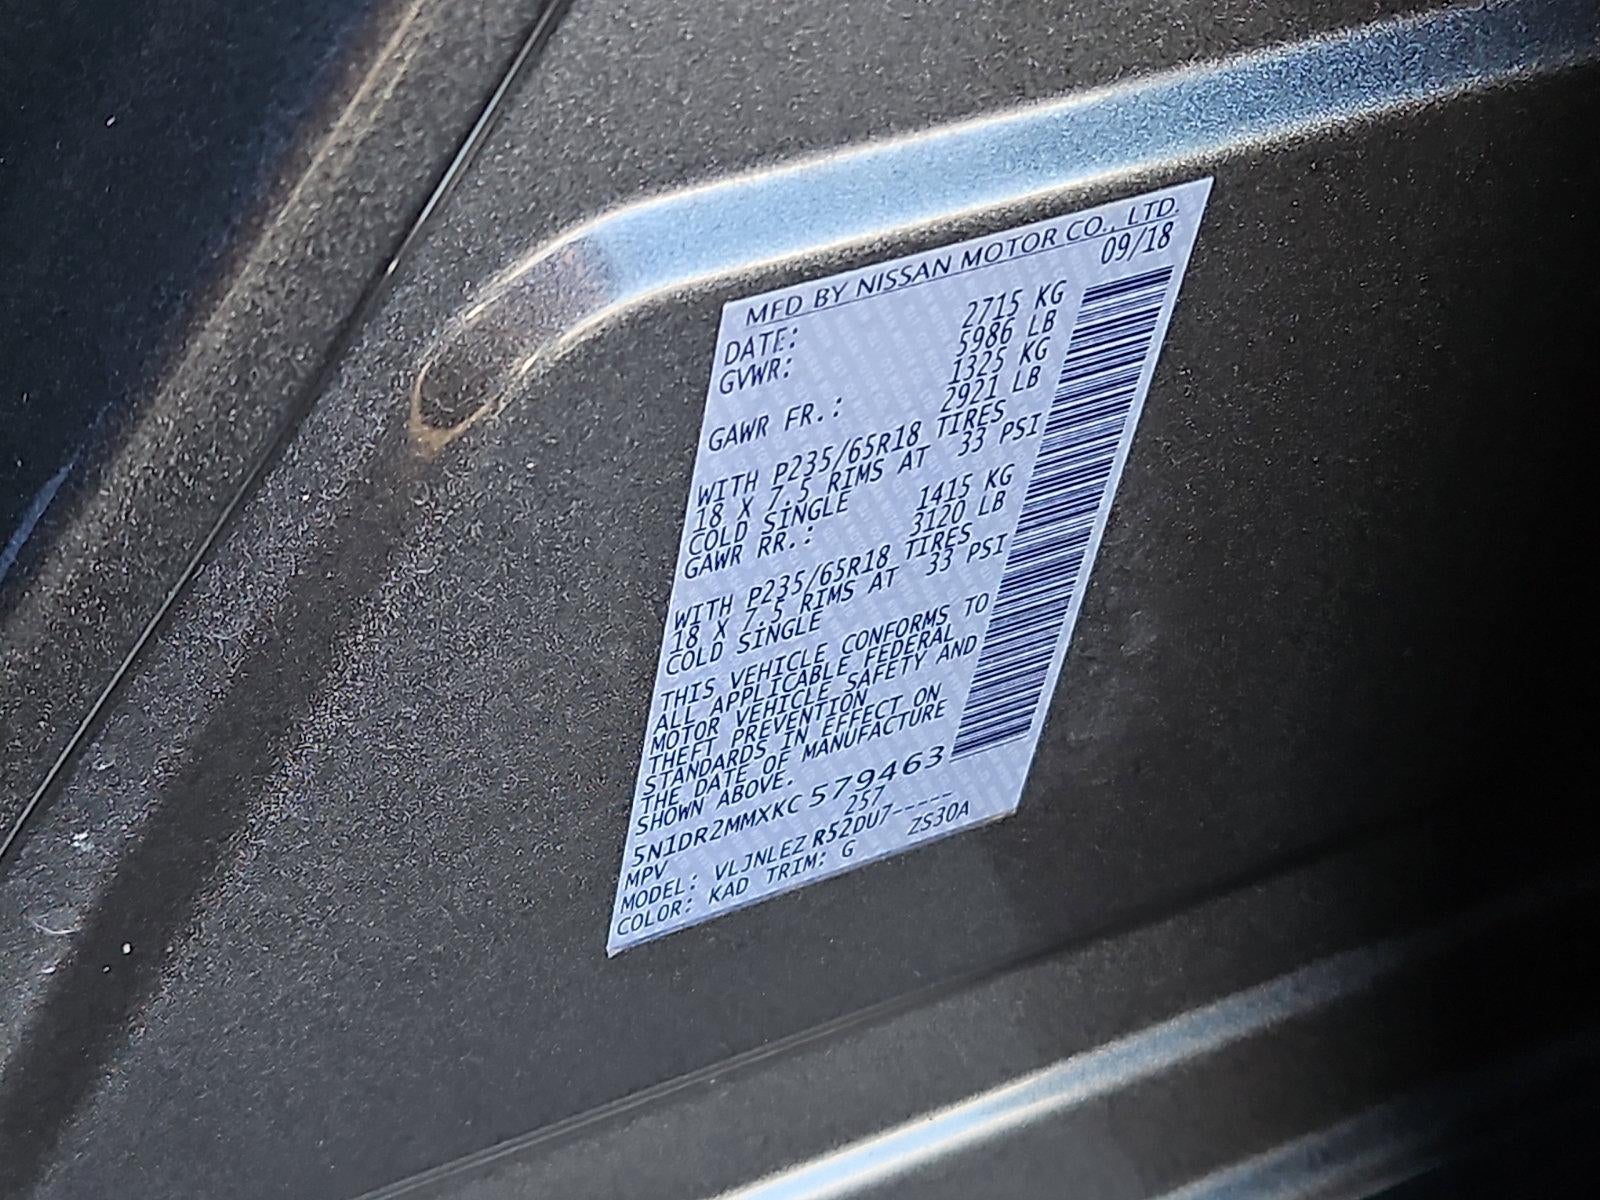 MFD BY NISSAN MOTOR CO., LTD.
DATE: 09/18
GVWR: 2715 KG
5986 LB
GAWR FR.: 1325 KG
2921 LB
WITH P235/65R18 TIRES
18 X 7.5 RIMS AT 33 PSI
COLD SINGLE
GAWR RR.: 1415 KG
3120 LB
WITH P235/65R18 TIRES
18 X 7.5 RIMS AT 33 PSI
COLD SINGLE
THIS VEHICLE CONFORMS TO
ALL APPLICABLE FEDERAL
MOTOR VEHICLE SAFETY AND
THEFT PREVENTION
STANDARDS IN EFFECT ON
THE DATE OF MANUFACTURE
SHOWN ABOVE.
5N1DR2MMXKC579463
MPV 257
MODEL: VLJNLEZ R52DU7-----
COLOR: KAD TRIM: G ZS30A